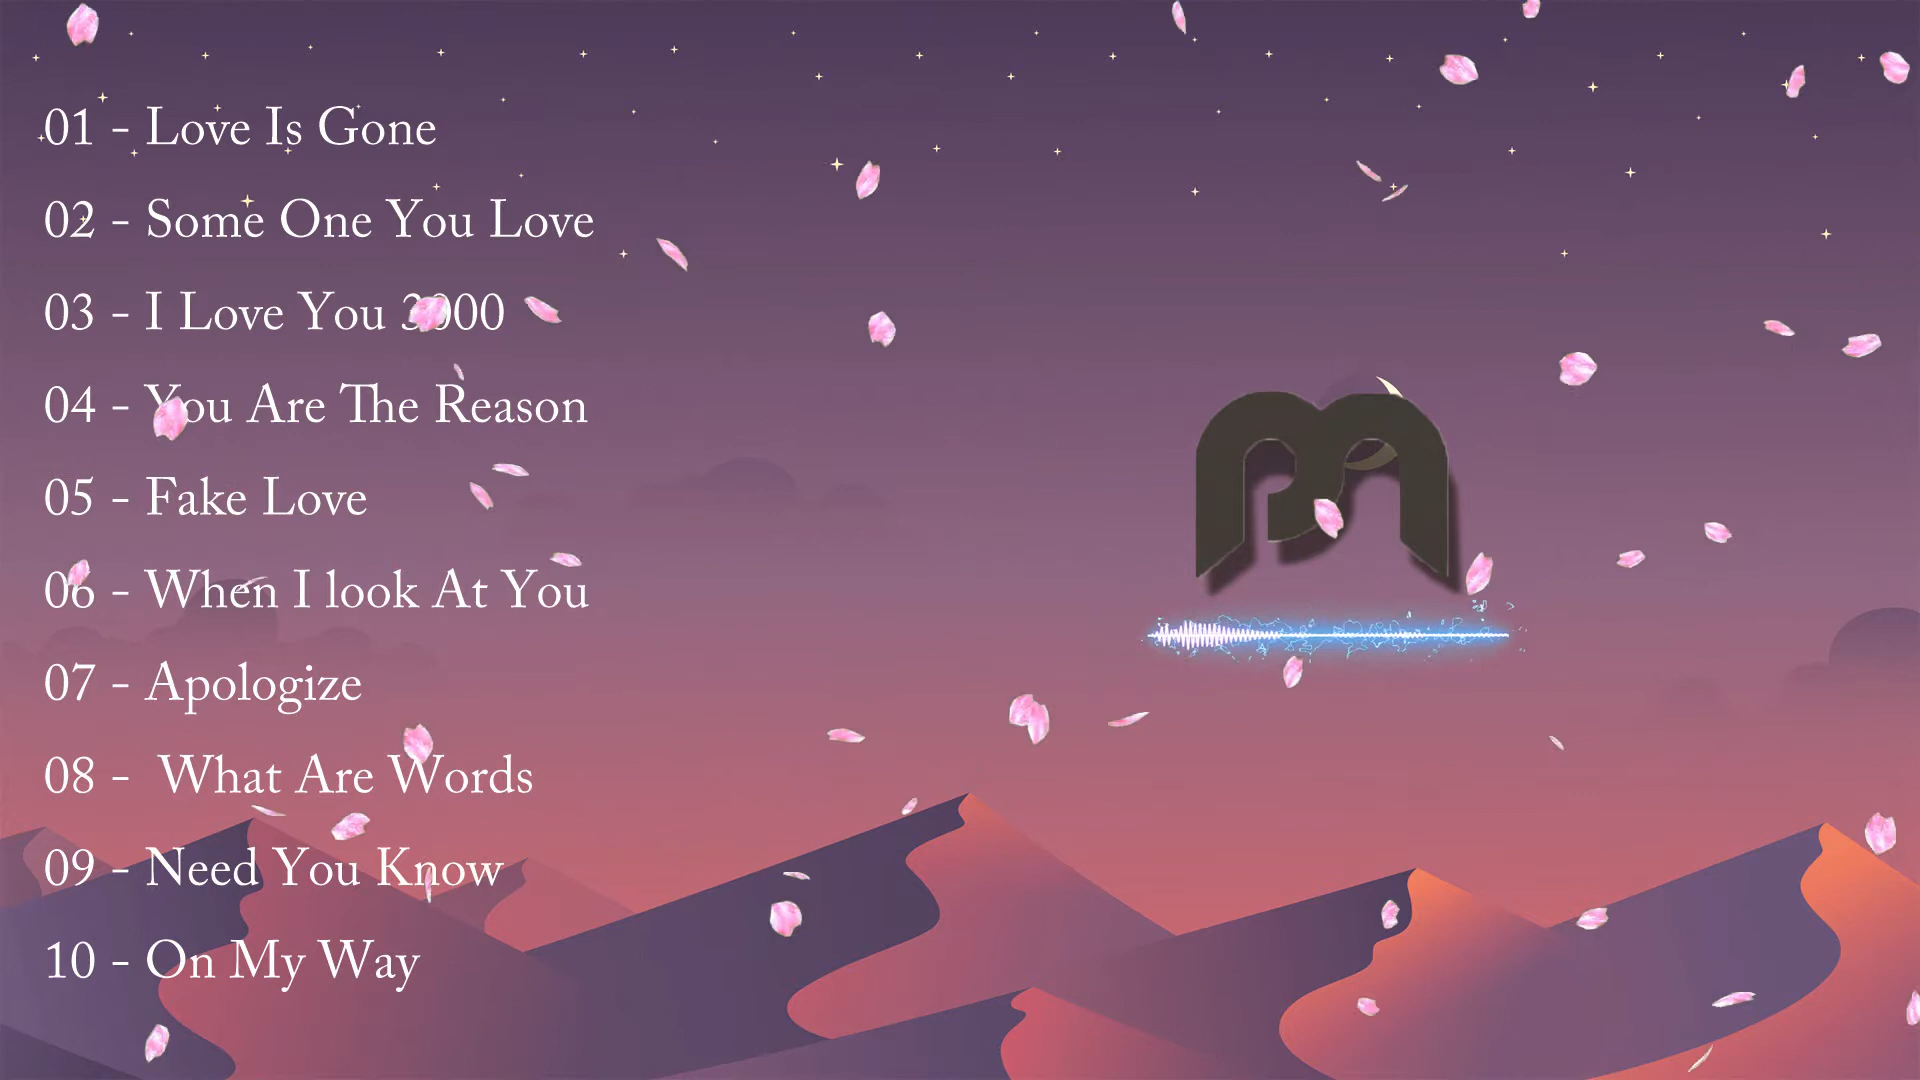 01 - Love Is Gone
02 - Some One You Love
03 - I Love You 3000
04 - You Are The Reason
05 - Fake Love
06 - When I look At You
07 - Apologize
08 - What Are Words
09 - Need You Know
10 - On My Way